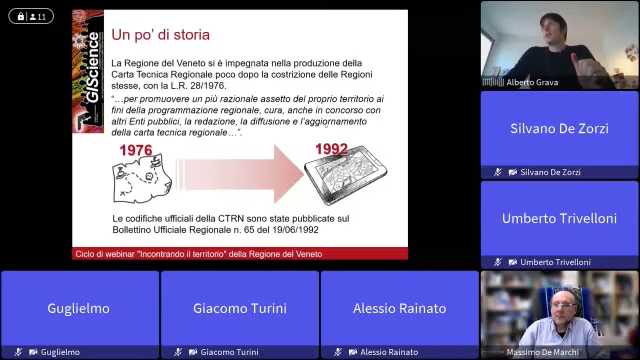 11
GIScience
Un po' di storia
La Regione del Veneto si è impegnata nella produzione della
Carta Tecnica Regionale poco dopo la costrizione delle Regioni
stesse, con la L.R. 28/1976.
"…per promuovere un più razionale assetto del proprio territorio ai
fini della programmazione regionale, cura, anche in concorso con
altri Enti pubblici, la redazione, la diffusione e l'aggiornamento
della carta tecnica regionale…".
1976
1992
Le codifiche ufficiali della CTRN sono state pubblicate sul
Bollettino Ufficiale Regionale n. 65 del 19/06/1992
Ciclo di webinar "Incontrando il territorio" della Regione del Veneto
Alberto Grava
Silvano De Zorzi
Silvano De Zorzi
Umberto Trivelloni
Umberto Trivelloni
Guglielmo
Guglielmo
Giacomo Turini
Giacomo Turini
Alessio Rainato
Alessio Rainato
Massimo De Marchi